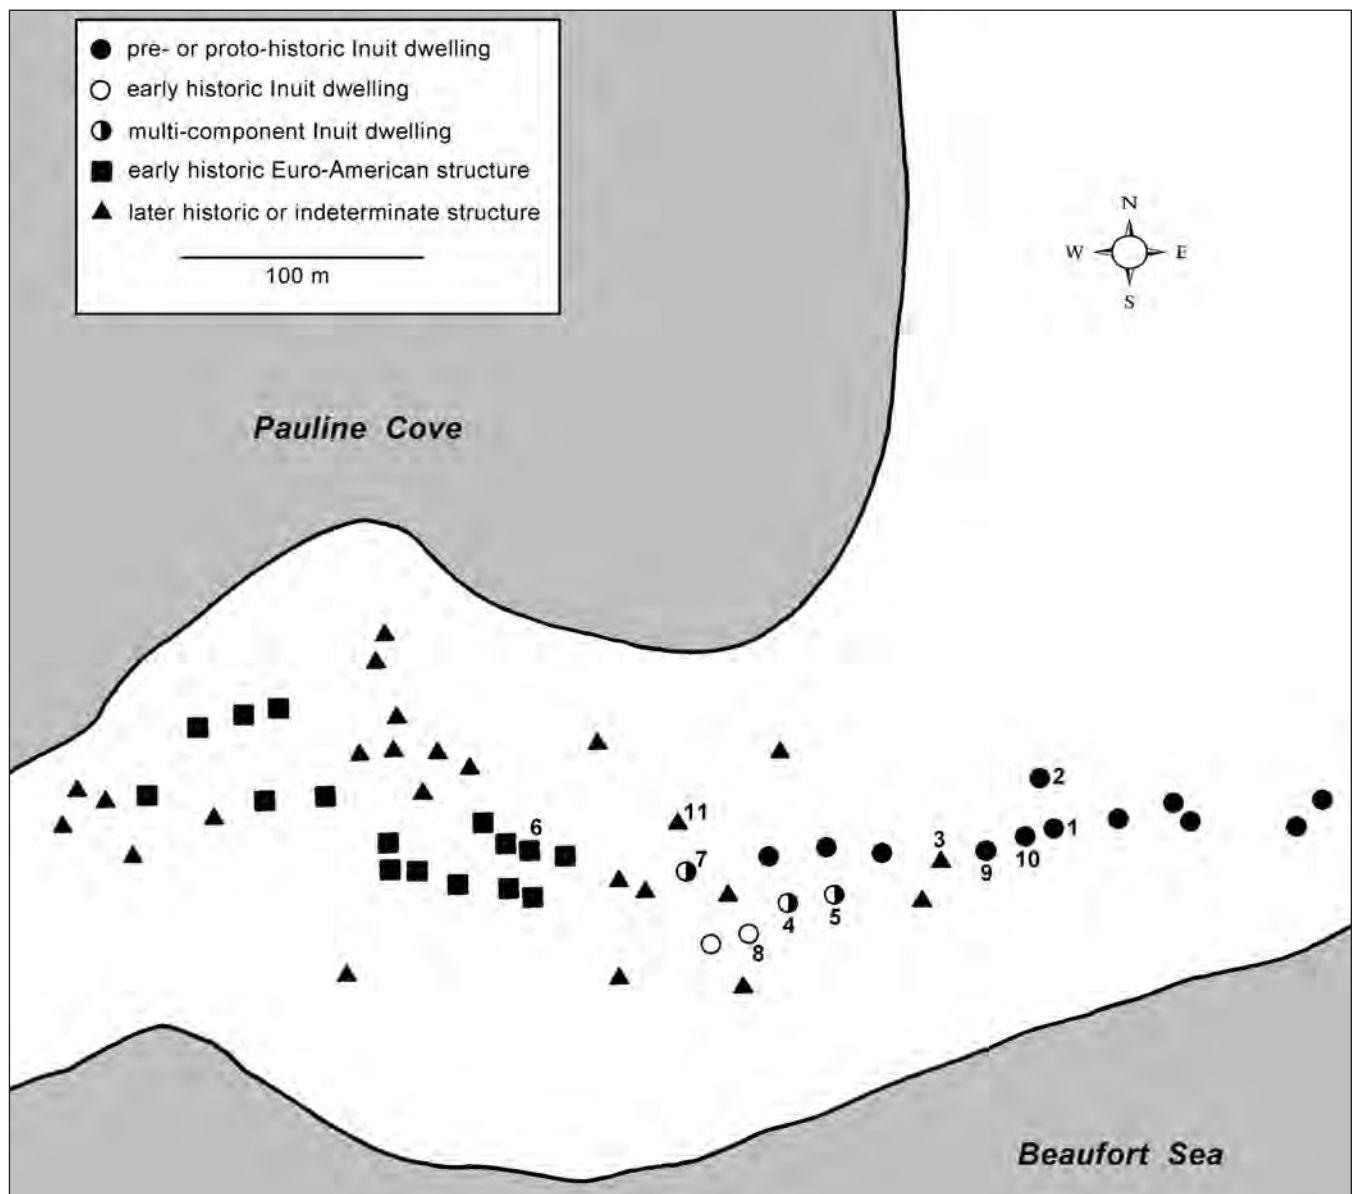 pre- or proto-historic Inuit dwelling
early historic Inuit dwelling
multi-component Inuit dwelling
early historic Euro-American structure
later historic or indeterminate structure
100 m
N
W E
S
Pauline Cove
2
11
6
1
3
10
7
9
4
5
8
Beaufort Sea